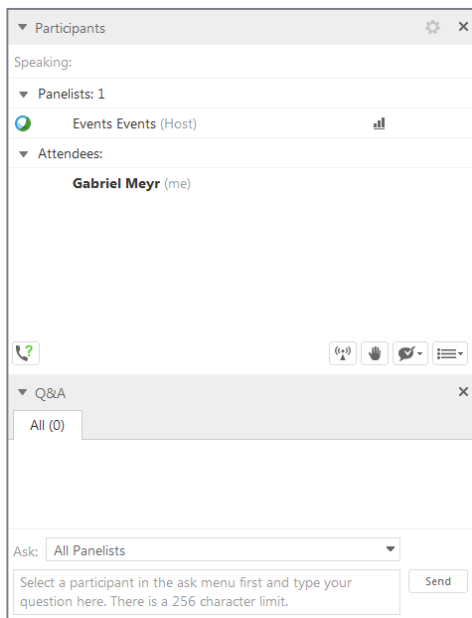 Participants
Speaking:
Panelists: 1
Events Events (Host)
Attendees:
Gabriel Meyr (me)
Q&A
All (0)
Ask: All Panelists
Select a participant in the ask menu first and type your
question here. There is a 256 character limit.
Send